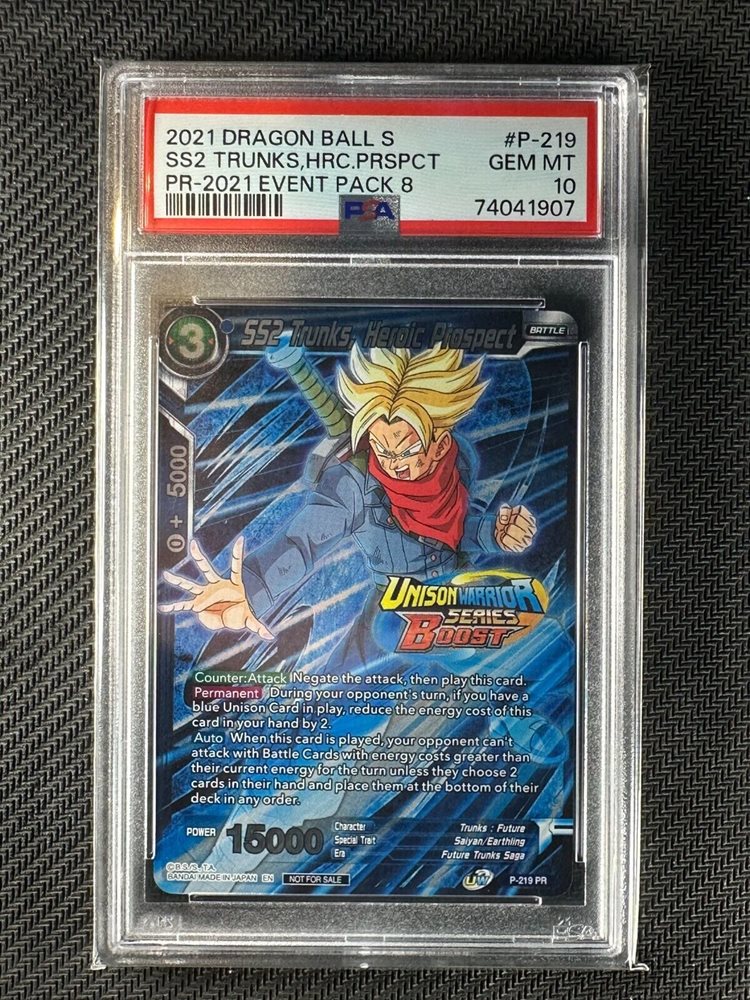 2021 DRAGON BALL S #P-219
SS2 TRUNKS,HRC.PRSPCT GEM MT
PR-2021 EVENT PACK 8 10
PSA 74041907
3 SS2 Trunks, Heroic Prospect BATTLE
0 + 5000
UNISON WARRIOR
SERIES
BOOST
Counter:Attack Negate the attack, then play this card.
Permanent During your opponent's turn, if you have a
blue Unison Card in play, reduce the energy cost of this
card in your hand by 2.
Auto When this card is played, your opponent can't
attack with Battle Cards with energy costs greater than
their current energy for the turn unless they choose 2
cards in their hand and place them at the bottom of their
deck in any order.
POWER 15000
Character Trunks : Future
Special Trait Saiyan/Earthling
Era Future Trunks Saga
©B.S./S., T.A.
BANDAI MADE IN JAPAN EN NOT FOR SALE UW P-219 PR